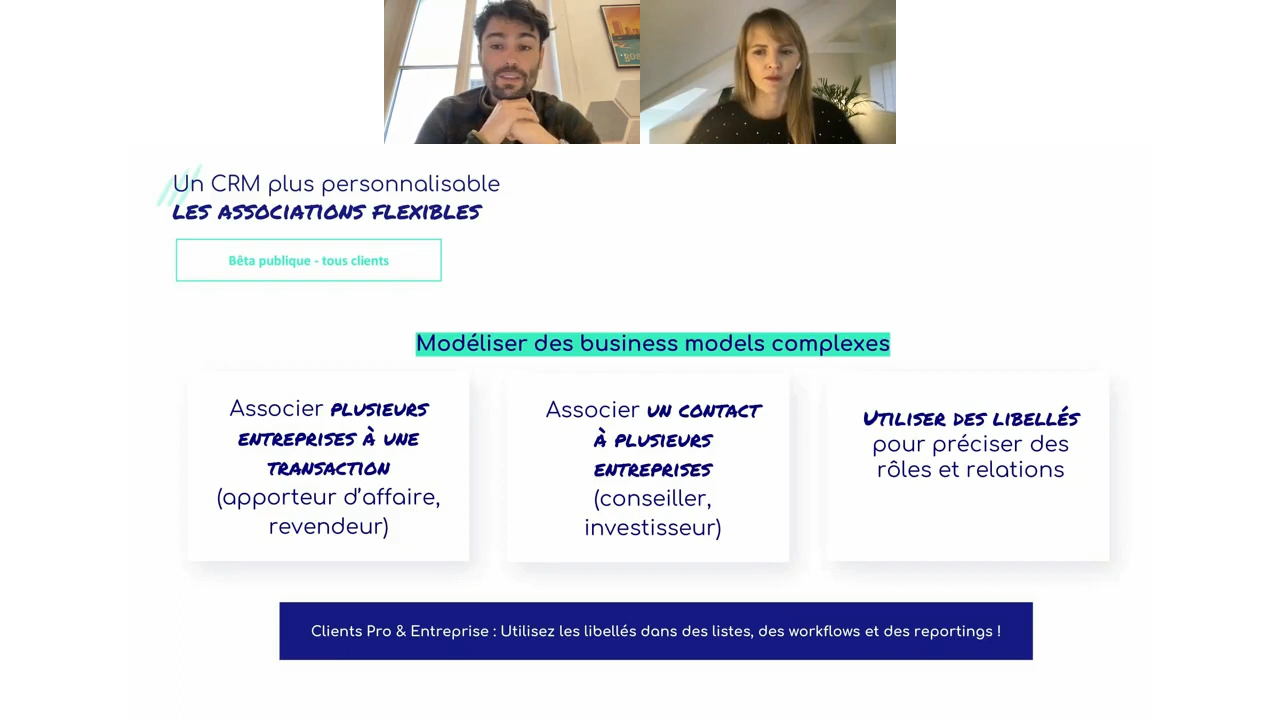 Un CRM plus personnalisable
LES ASSOCIATIONS FLEXIBLES
Bêta publique - tous clients
Modéliser des business models complexes
Associer PLUSIEURS
ENTREPRISES À UNE
TRANSACTION
(apporteur d'affaire,
revendeur)
Associer UN CONTACT
À PLUSIEURS
ENTREPRISES
(conseiller,
investisseur)
UTILISER DES LIBELLÉS
pour préciser des
rôles et relations
Clients Pro & Entreprise : Utilisez les libellés dans des listes, des workflows et des reportings !